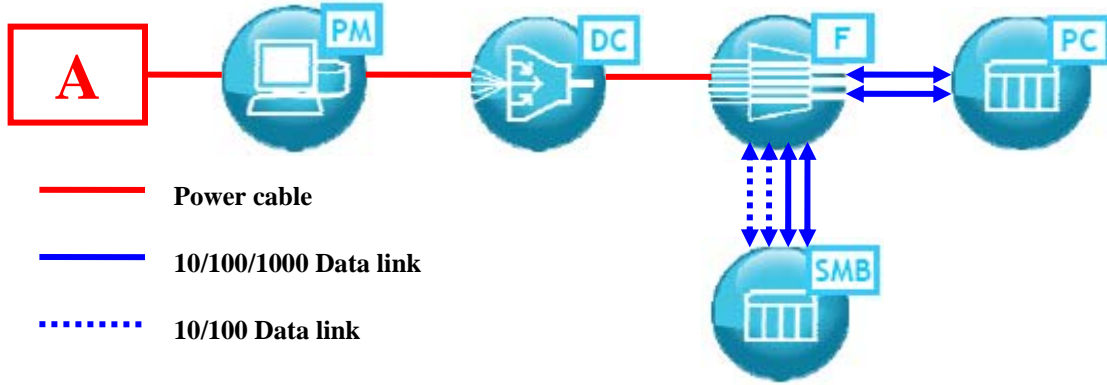 A
PM
DC
F
PC
Power cable
10/100/1000 Data link
SMB
10/100 Data link